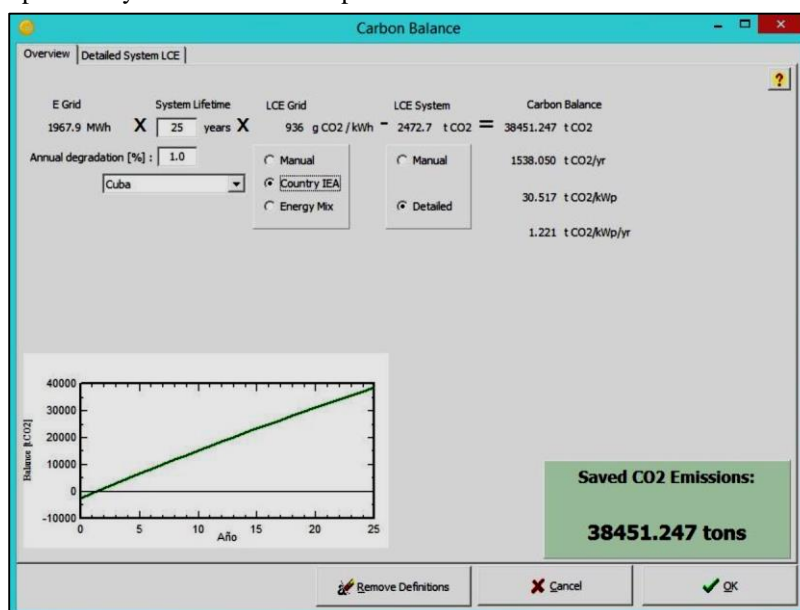 Carbon Balance
Overview Detailed System LCE
?
E Grid System Lifetime LCE Grid LCE System Carbon Balance
1967.9 MWh X 25 years X 936 g CO2 / kWh - 2472.7 t CO2 = 38451.247 t CO2
Annual degradation [%] : 1.0 Manual Manual 1538.050 t CO2/yr
Cuba Country IEA
30.517 t CO2/kWp
Energy Mix Detailed
1.221 t CO2/kWp/yr
40000
30000
20000
10000
0
-10000
Balance [tCO2]
0 5 10 15 20 25
Año
Saved CO2 Emissions:
38451.247 tons
Remove Definitions Cancel OK